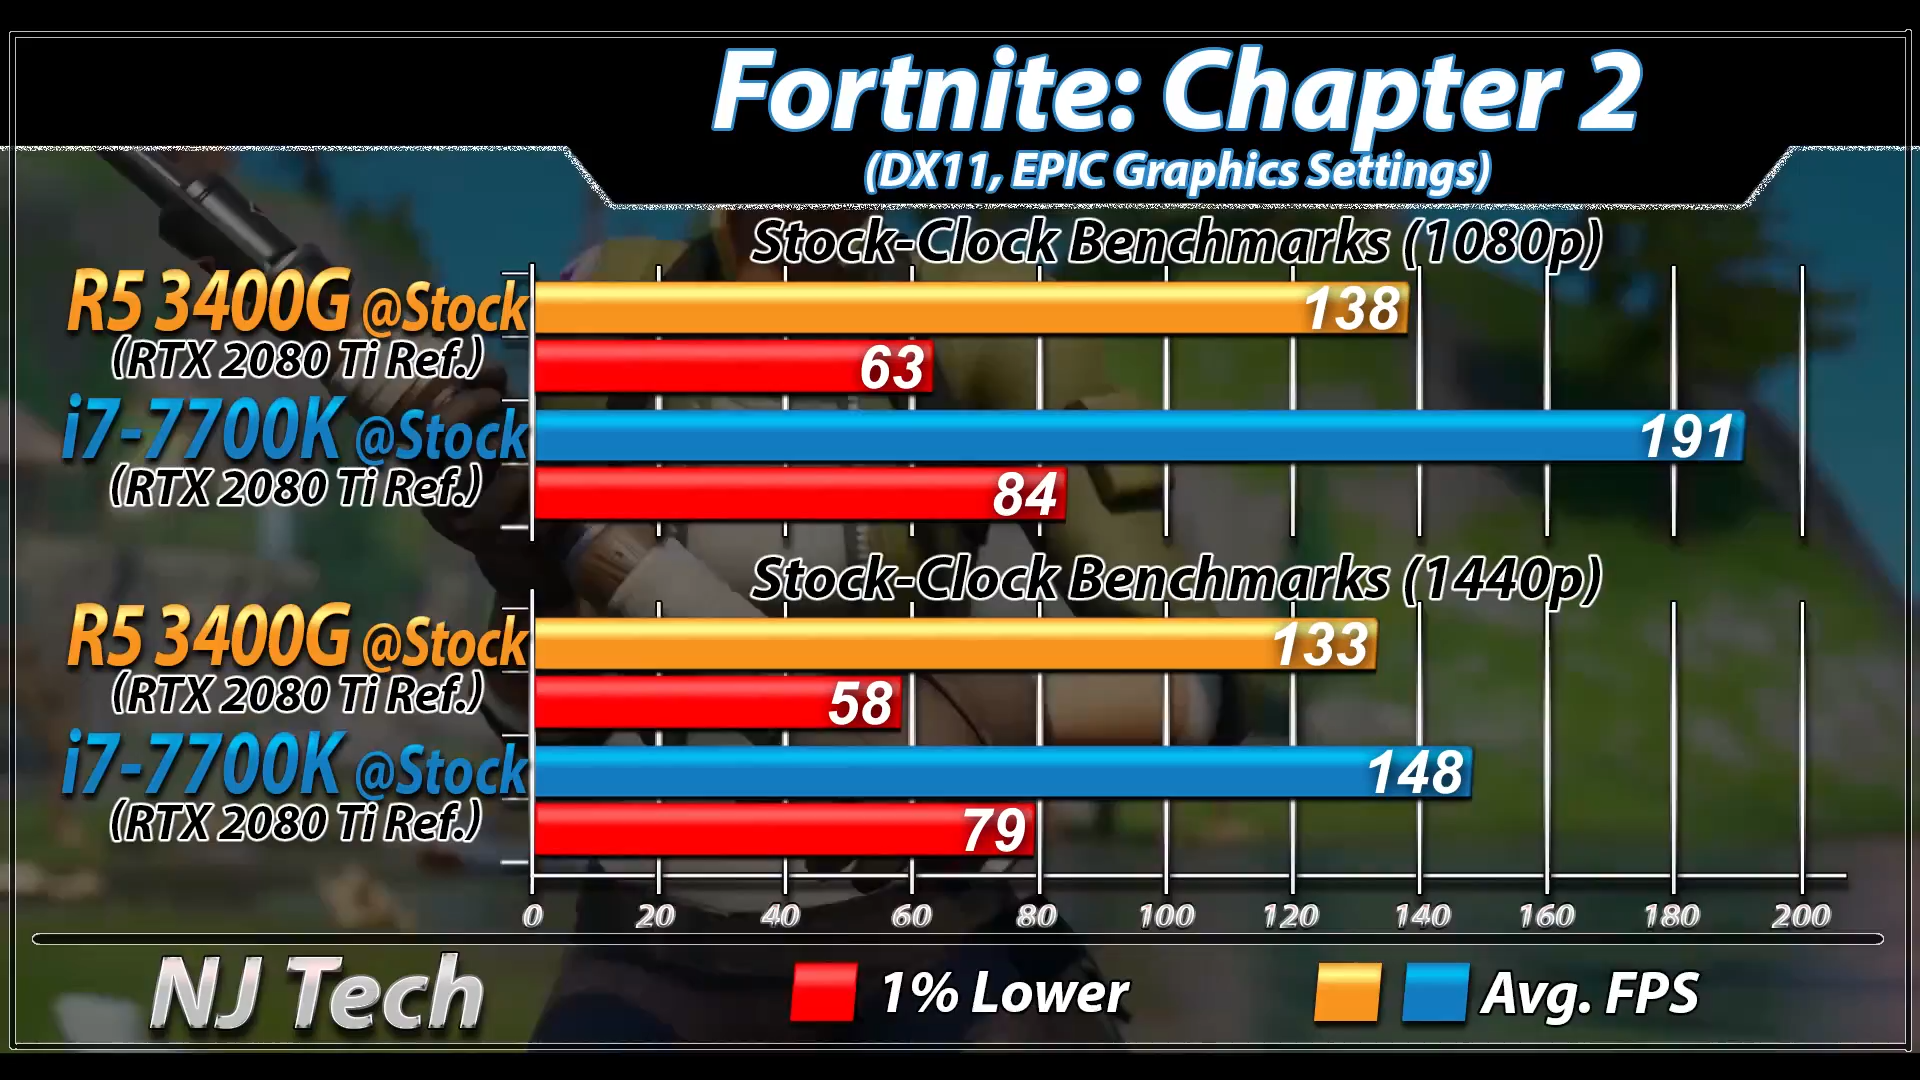 Fortnite: Chapter 2
(DX11, EPIC Graphics Settings)
Stock-Clock Benchmarks (1080p)
R5 3400G @Stock
(RTX 2080 Ti Ref.)
138
63
i7-7700K @Stock
(RTX 2080 Ti Ref.)
191
84
Stock-Clock Benchmarks (1440p)
R5 3400G @Stock
(RTX 2080 Ti Ref.)
133
58
i7-7700K @Stock
(RTX 2080 Ti Ref.)
148
79
0 20 40 60 80 100 120 140 160 180 200
NJ Tech
1% Lower
Avg. FPS